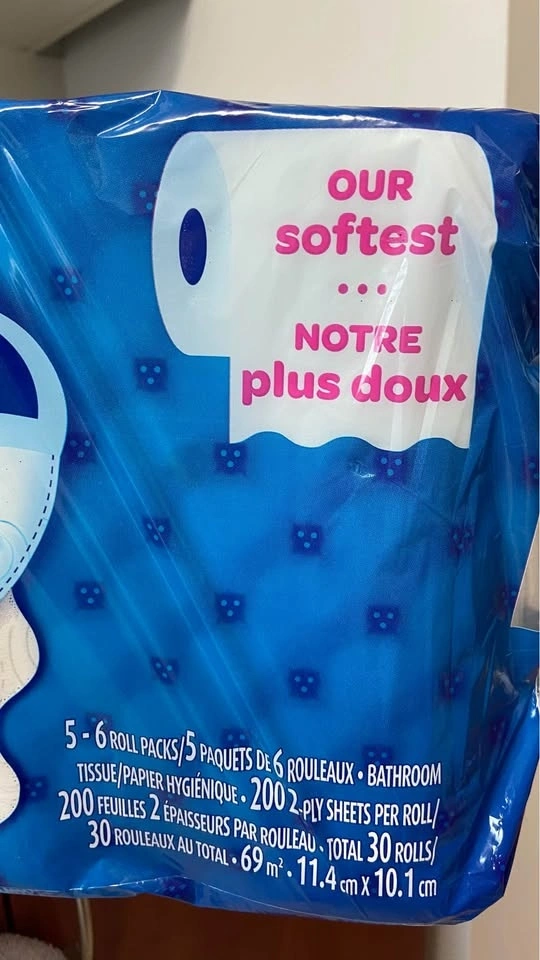 OUR
softest
...
NOTRE
plus doux
5 - 6 ROLL PACKS/5 PAQUETS DE 6 ROULEAUX • BATHROOM
TISSUE/PAPIER HYGIÉNIQUE • 200 2-PLY SHEETS PER ROLL/
200 FEUILLES 2 ÉPAISSEURS PAR ROULEAU • TOTAL 30 ROLLS/
30 ROULEAUX AU TOTAL • 69 m² • 11.4 cm X 10.1 cm